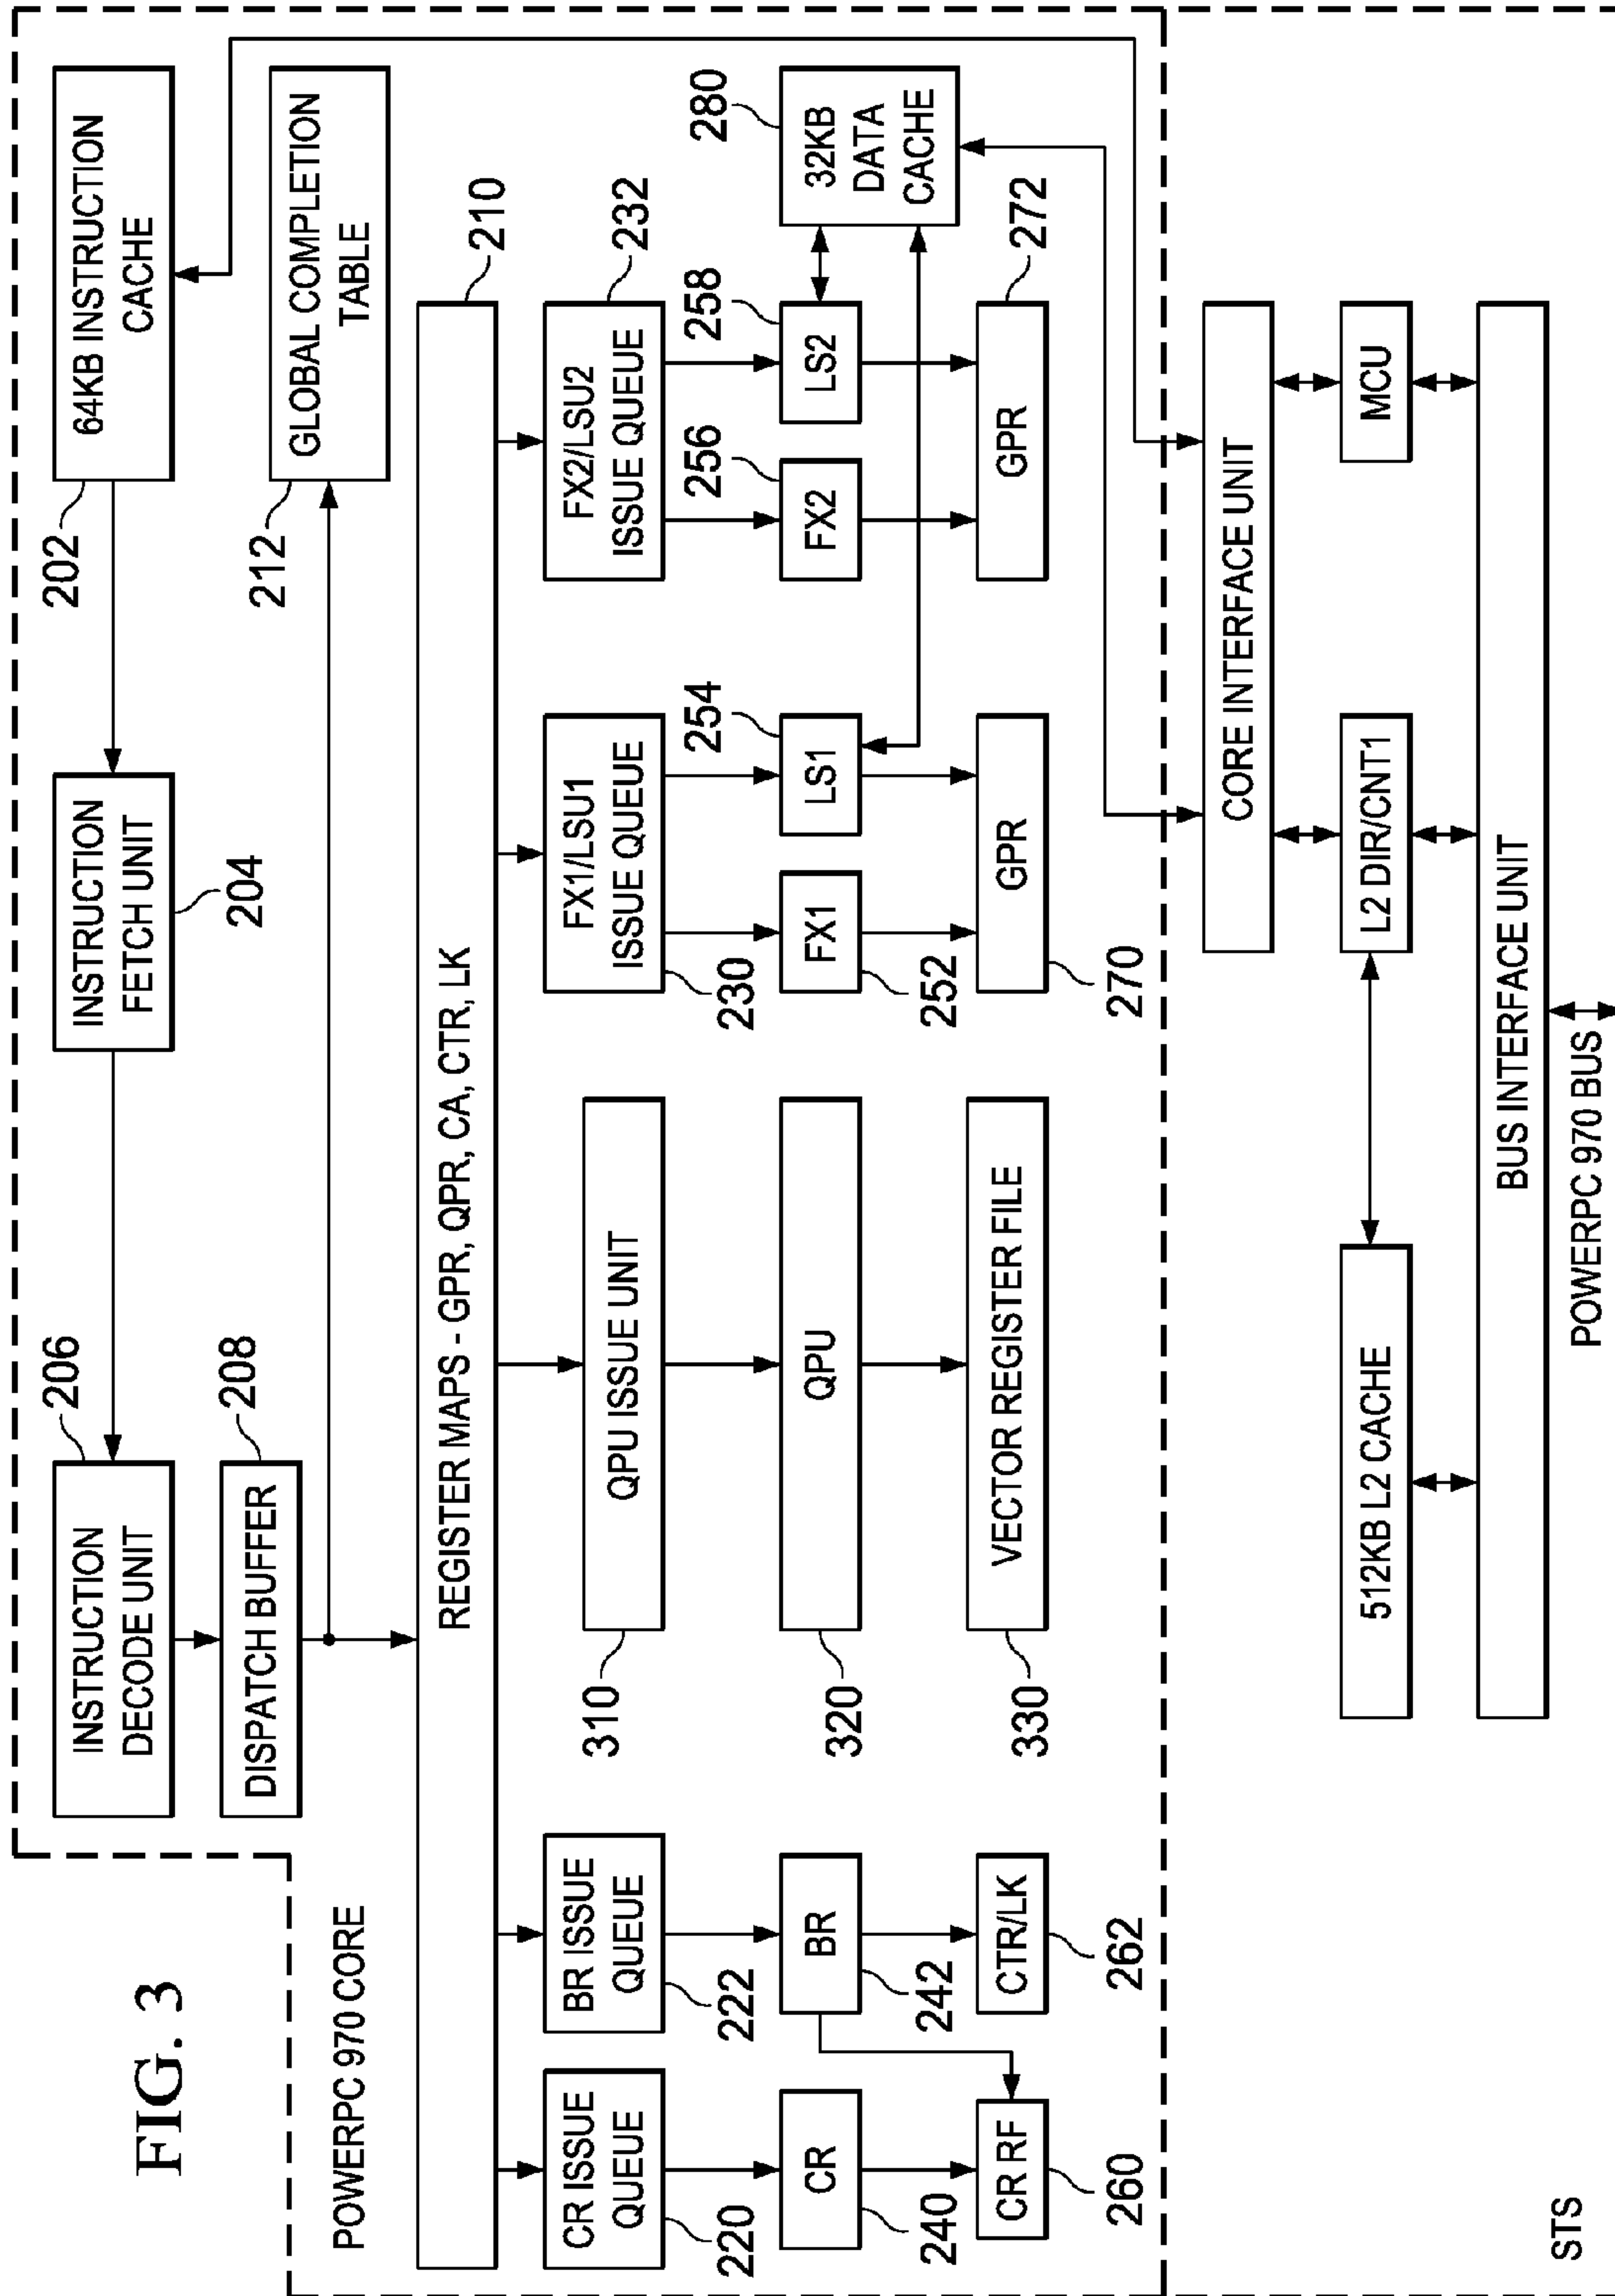 FIG. 3
206
INSTRUCTION
DECODE UNIT
INSTRUCTION
FETCH UNIT
204
202
64KB INSTRUCTION
CACHE
208
DISPATCH BUFFER
212
GLOBAL COMPLETION
TABLE
POWERPC 970 CORE
REGISTER MAPS - GPR, QPR, CA, CTR, LK
210
CR ISSUE
QUEUE
220
BR ISSUE
QUEUE
222
310
QPU ISSUE UNIT
FX1/LSU1
ISSUE QUEUE
230
FX2/LSU2
ISSUE QUEUE
232
CR
240
BR
242
320
QPU
FX1
252
LS1
254
FX2
256
LS2
258
32KB
DATA
CACHE
280
CR RF
260
CTR/LK
262
330
VECTOR REGISTER FILE
GPR
270
GPR
272
CORE INTERFACE UNIT
512KB L2 CACHE
L2 DIR/CNT1
MCU
BUS INTERFACE UNIT
STS
POWERPC 970 BUS